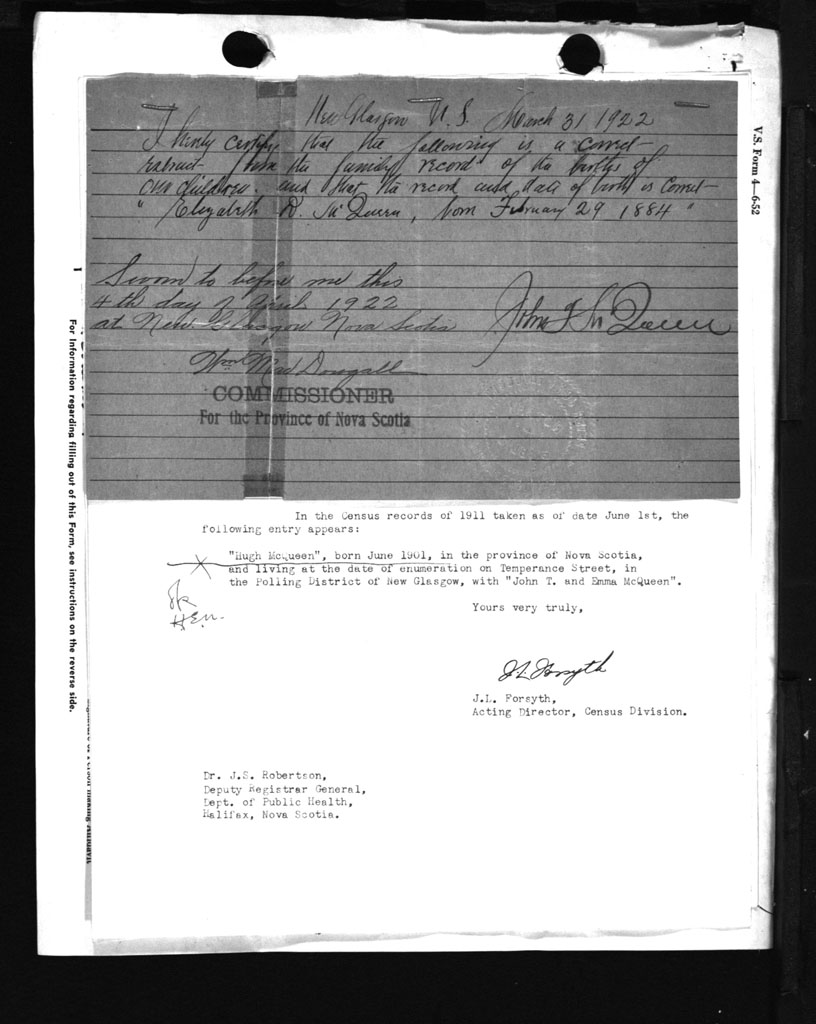 New Glasgow N.S. March 31 1922
I hereby certify that the following is a correct
extract from the family record of the births of
our children. and that the record and date of birth is correct
" Elizabeth D. McQueen, born February 29 1884 "
Sworn to before me this
4th day of April 1922
at New Glasgow Nova Scotia
John T McQueen
Wm MacDougall
COMMISSIONER
For the Province of Nova Scotia
In the Census records of 1911 taken as of date June 1st, the
following entry appears:
"Hugh McQueen", born June 1901, in the province of Nova Scotia,
and living at the date of enumeration on Temperance Street, in
the Polling District of New Glasgow, with "John T. and Emma McQueen".
Yours very truly,
J.L. Forsyth
J.L. Forsyth,
Acting Director, Census Division.
Dr. J.S. Robertson,
Deputy Registrar General,
Dept. of Public Health,
Halifax, Nova Scotia.
V.S. Form 4—6-52
1
For Information regarding filling out of this Form, see instructions on the reverse side.